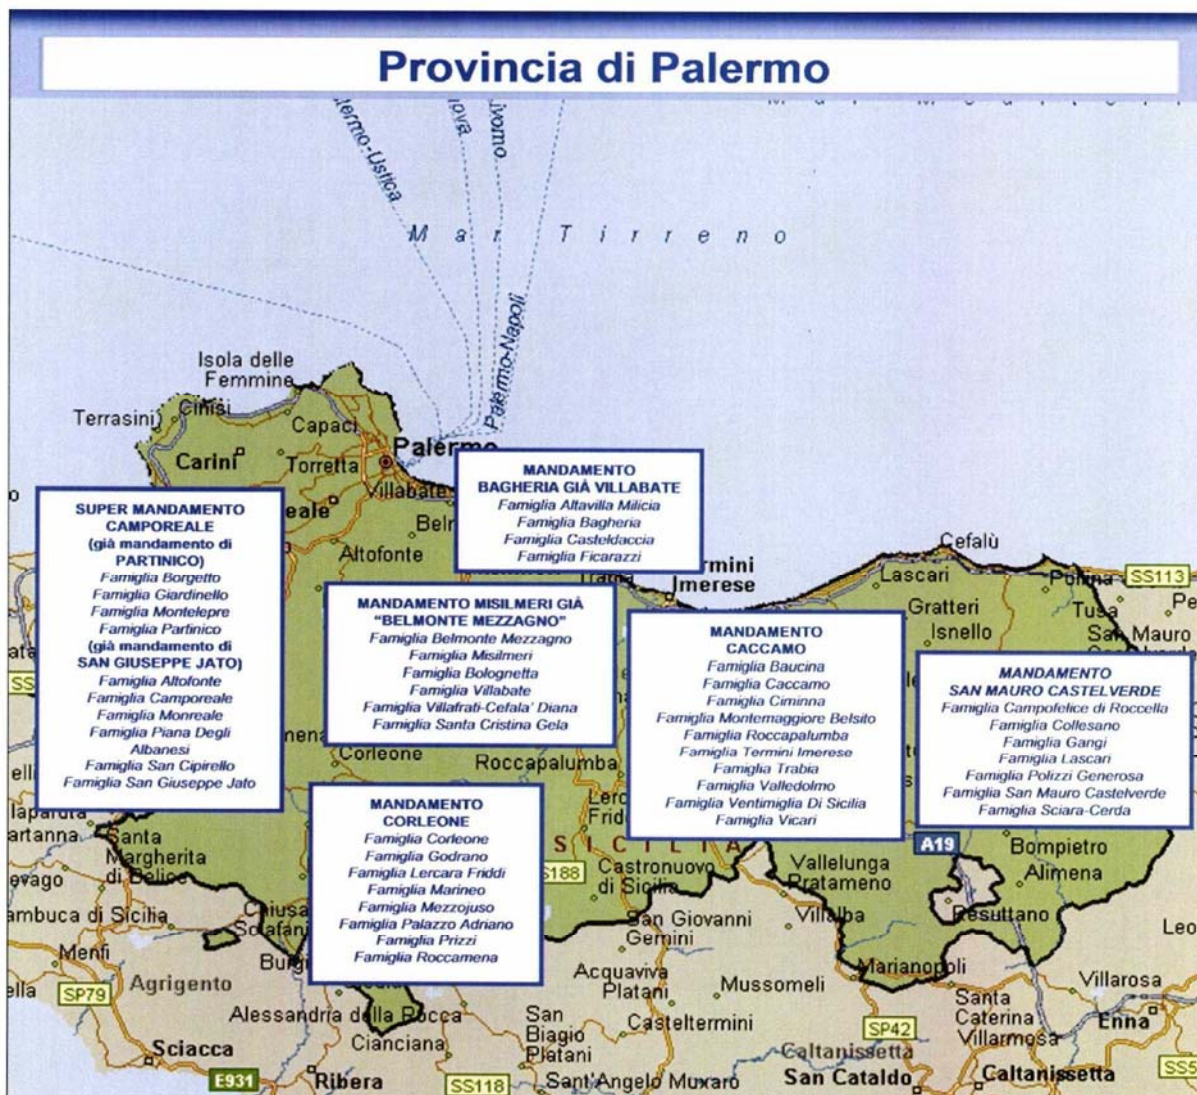 Provincia di Palermo
Mar Tirreno
Palermo-Napoli
Isola delle
Femmine
Terrasini
Cinisi
Capaci
Palermo
Carini
Torretta
Villabate
Altofonte
SUPER MANDAMENTO
CAMPOREALE
(già mandamento di
PARTINICO)
Famiglia Borgetto
Famiglia Giardinello
Famiglia Montelepre
Famiglia Partinico
(già mandamento di
SAN GIUSEPPE JATO)
Famiglia Altofonte
Famiglia Camporeale
Famiglia Monreale
Famiglia Piana Degli
Albanesi
Famiglia San Cipirello
Famiglia San Giuseppe Jato
MANDAMENTO
BAGHERIA GIÀ VILLABATE
Famiglia Altavilla Milicia
Famiglia Bagheria
Famiglia Casteldaccia
Famiglia Ficarazzi
MANDAMENTO MISILMERI GIÀ
"BELMONTE MEZZAGNO"
Famiglia Belmonte Mezzagno
Famiglia Misilmeri
Famiglia Bolognetta
Famiglia Villabate
Famiglia Villafrati-Cefala' Diana
Famiglia Santa Cristina Gela
MANDAMENTO
CACCAMO
Famiglia Baucina
Famiglia Caccamo
Famiglia Ciminna
Famiglia Montemaggiore Belsito
Famiglia Roccapalumba
Famiglia Termini Imerese
Famiglia Trabia
Famiglia Valledolmo
Famiglia Ventimiglia Di Sicilia
Famiglia Vicari
MANDAMENTO
SAN MAURO CASTELVERDE
Famiglia Campofelice di Roccella
Famiglia Collesano
Famiglia Gangi
Famiglia Lascari
Famiglia Polizzi Generosa
Famiglia San Mauro Castelverde
Famiglia Sciara-Cerda
MANDAMENTO
CORLEONE
Famiglia Corleone
Famiglia Godrano
Famiglia Lercara Friddi
Famiglia Marineo
Famiglia Mezzojuso
Famiglia Palazzo Adriano
Famiglia Prizzi
Famiglia Roccamena
Cefalù
Imerese
Lascari
Pollina
SS113
Tusa
Gratteri
Isnello
San Mauro
Corleone
Roccapalumba
SICILIA
A19
Castronuovo
di Sicilia
Vallelunga
Pratameno
Bompietro
Alimena
Resuttano
Santa
Margherita
di Belice
San Giovanni
Gemini
Villalba
Menfi
Agrigento
SP79
Acquaviva
Platani
Mussomeli
Marianopoli
Villarosa
Alessandria della Rocca
Cianciana
San
Biagio
Platani
Casteltermini
SP42
Santa
Caterina
Villarmosa
Enna
Sciacca
E931
Ribera
SS118
Sant'Angelo Muxaro
Caltanissetta
San Cataldo
Caltanissetta